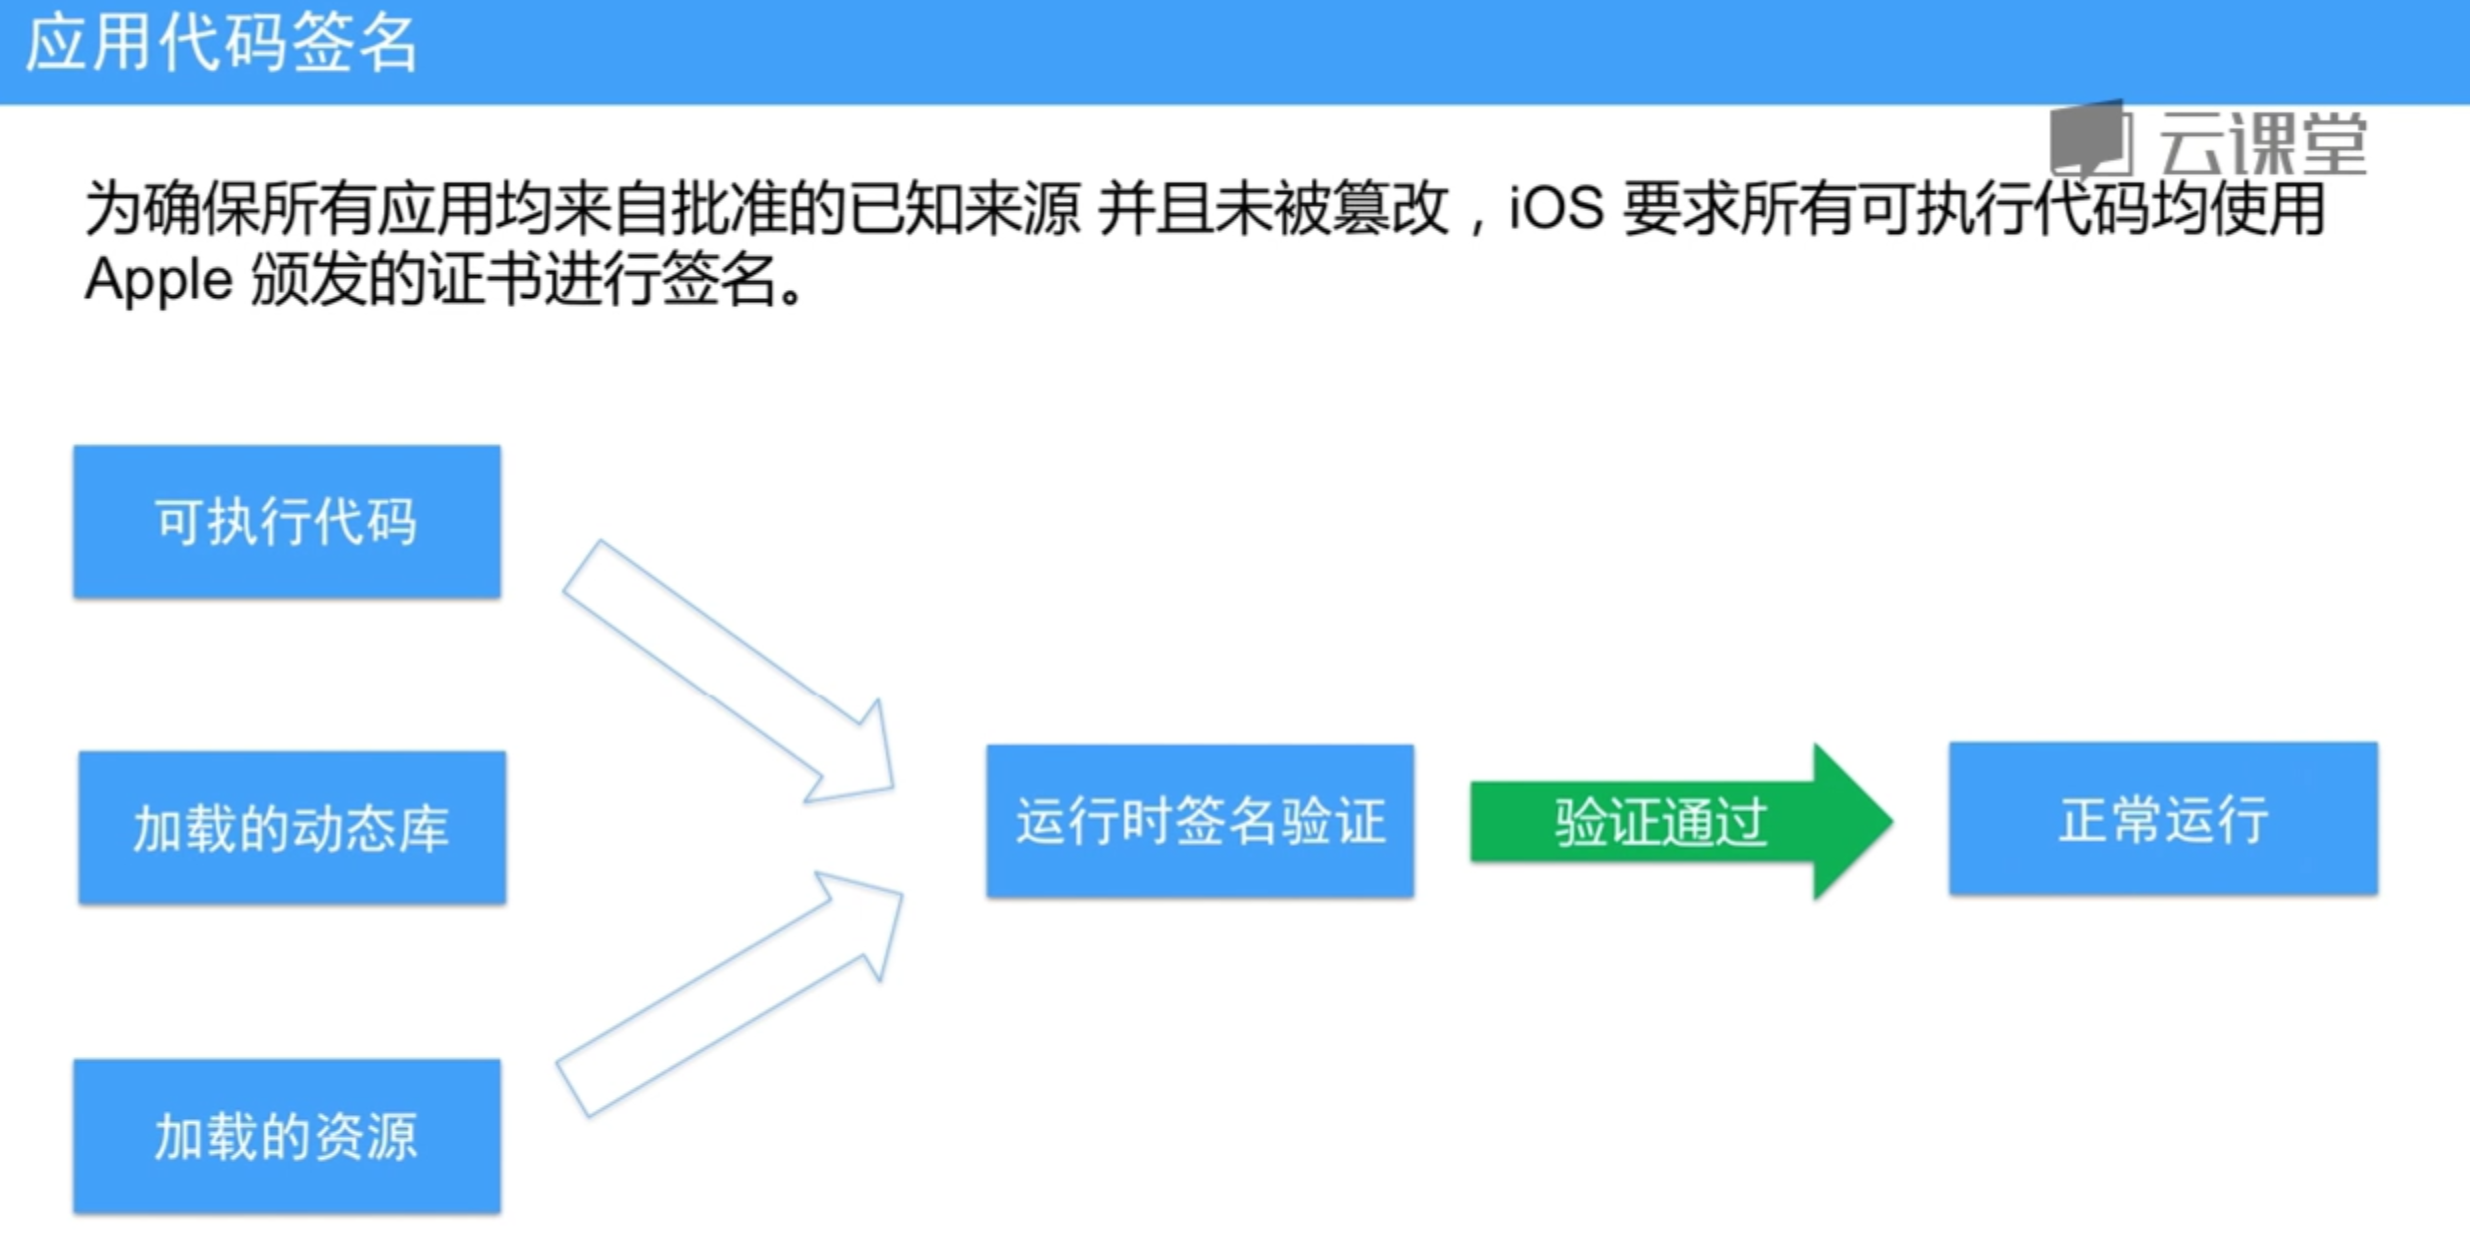 应用代码签名
云课堂
为确保所有应用均来自批准的已知来源 并且未被篡改，iOS 要求所有可执行代码均使用
Apple 颁发的证书进行签名。
可执行代码
加载的动态库
运行时签名验证
验证通过
正常运行
加载的资源